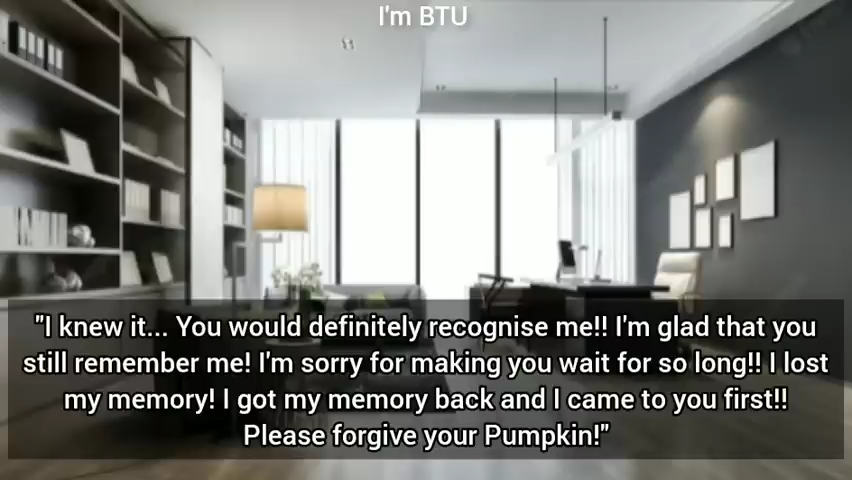 I'm BTU
"I knew it... You would definitely recognise me!! I'm glad that you
still remember me! I'm sorry for making you wait for so long!! I lost
my memory! I got my memory back and I came to you first!!
Please forgive your Pumpkin!"